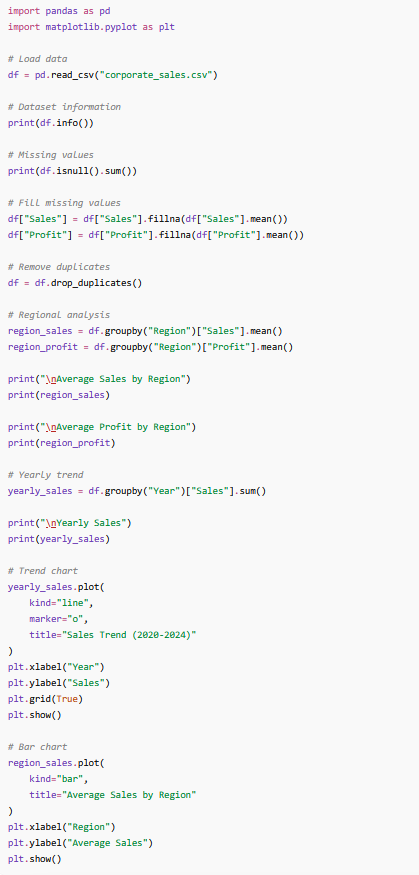 import pandas as pd
import matplotlib.pyplot as plt

# Load data
df = pd.read_csv("corporate_sales.csv")

# Dataset information
print(df.info())

# Missing values
print(df.isnull().sum())

# Fill missing values
df["Sales"] = df["Sales"].fillna(df["Sales"].mean())
df["Profit"] = df["Profit"].fillna(df["Profit"].mean())

# Remove duplicates
df = df.drop_duplicates()

# Regional analysis
region_sales = df.groupby("Region")["Sales"].mean()
region_profit = df.groupby("Region")["Profit"].mean()

print("\nAverage Sales by Region")
print(region_sales)

print("\nAverage Profit by Region")
print(region_profit)

# Yearly trend
yearly_sales = df.groupby("Year")["Sales"].sum()

print("\nYearly Sales")
print(yearly_sales)

# Trend chart
yearly_sales.plot(
    kind="line",
    marker="o",
    title="Sales Trend (2020-2024)"
)
plt.xlabel("Year")
plt.ylabel("Sales")
plt.grid(True)
plt.show()

# Bar chart
region_sales.plot(
    kind="bar",
    title="Average Sales by Region"
)
plt.xlabel("Region")
plt.ylabel("Average Sales")
plt.show()